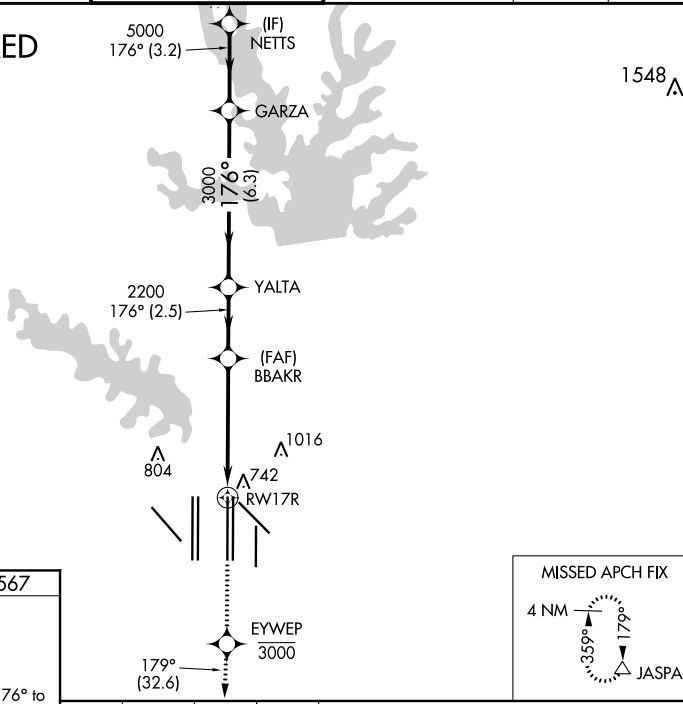 5000
176° (3.2)
(IF)
NETTS
ED
1548
GARZA
3000
176°
(6.3)
YALTA
2200
176° (2.5)
(FAF)
BBAKR
1016
804
742
RW17R
567
MISSED APCH FIX
4 NM
359°
179°
JASPA
EYWEP
3000
179°
(32.6)
76° to